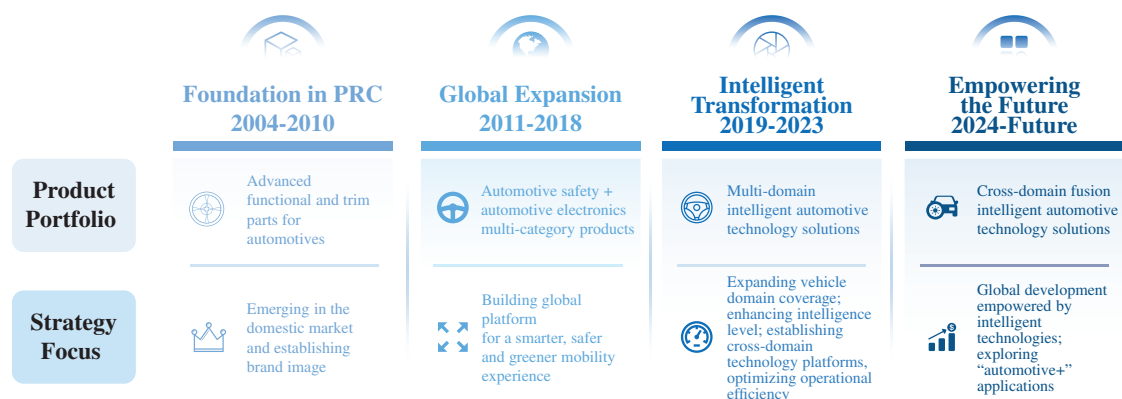 Foundation in PRC
2004-2010
Global Expansion
2011-2018
Intelligent
Transformation
2019-2023
Empowering
the Future
2024-Future
Product
Portfolio
Advanced
functional and trim
parts for
automotives
Automotive safety +
automotive electronics
multi-category products
Multi-domain
intelligent automotive
technology solutions
Cross-domain fusion
intelligent automotive
technology solutions
Strategy
Focus
Emerging in the
domestic market
and establishing
brand image
Building global
platform
for a smarter, safer
and greener mobility
experience
Expanding vehicle
domain coverage;
enhancing intelligence
level; establishing
cross-domain
technology platforms,
optimizing operational
efficiency
$
Global development
empowered by
intelligent
technologies;
exploring
“automotive+”
applications